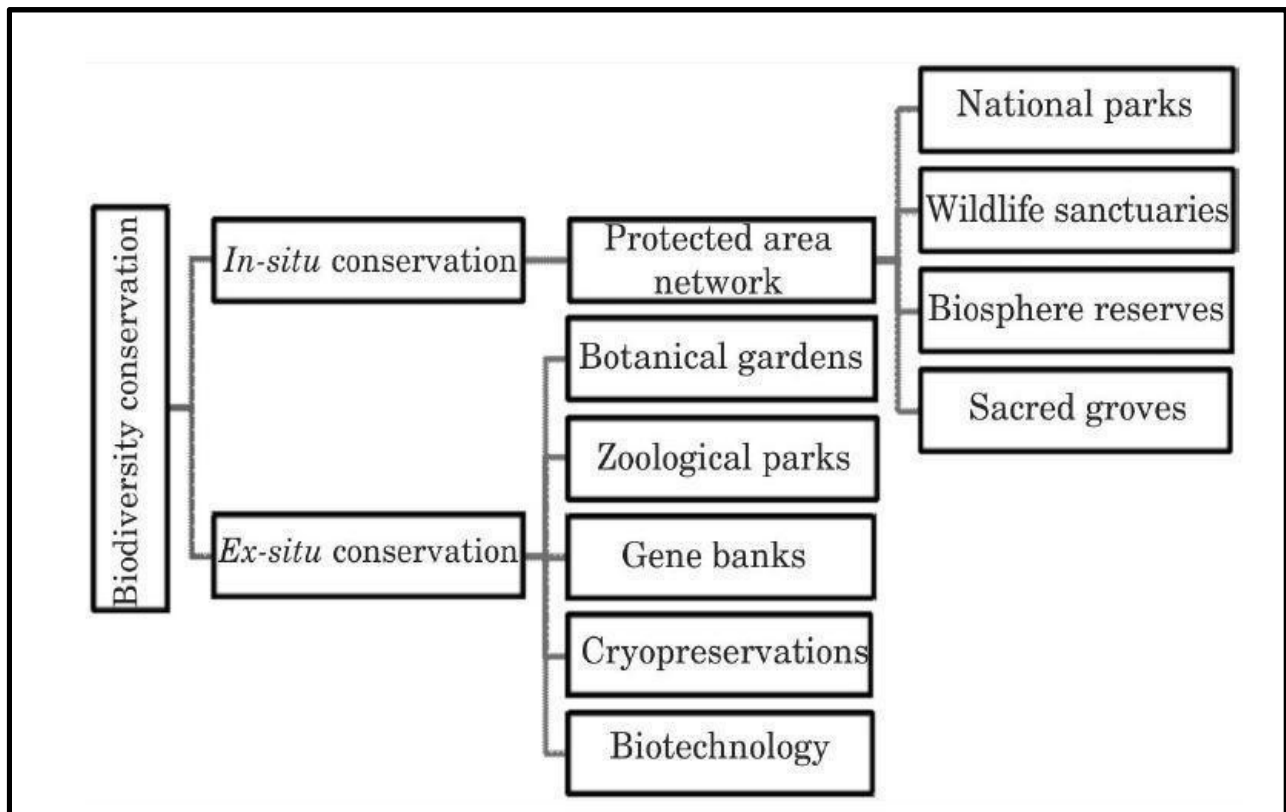 Biodiversity conservation
In-situ conservation
Protected area
network
National parks
Wildlife sanctuaries
Biosphere reserves
Sacred groves
Ex-situ conservation
Botanical gardens
Zoological parks
Gene banks
Cryopreservations
Biotechnology